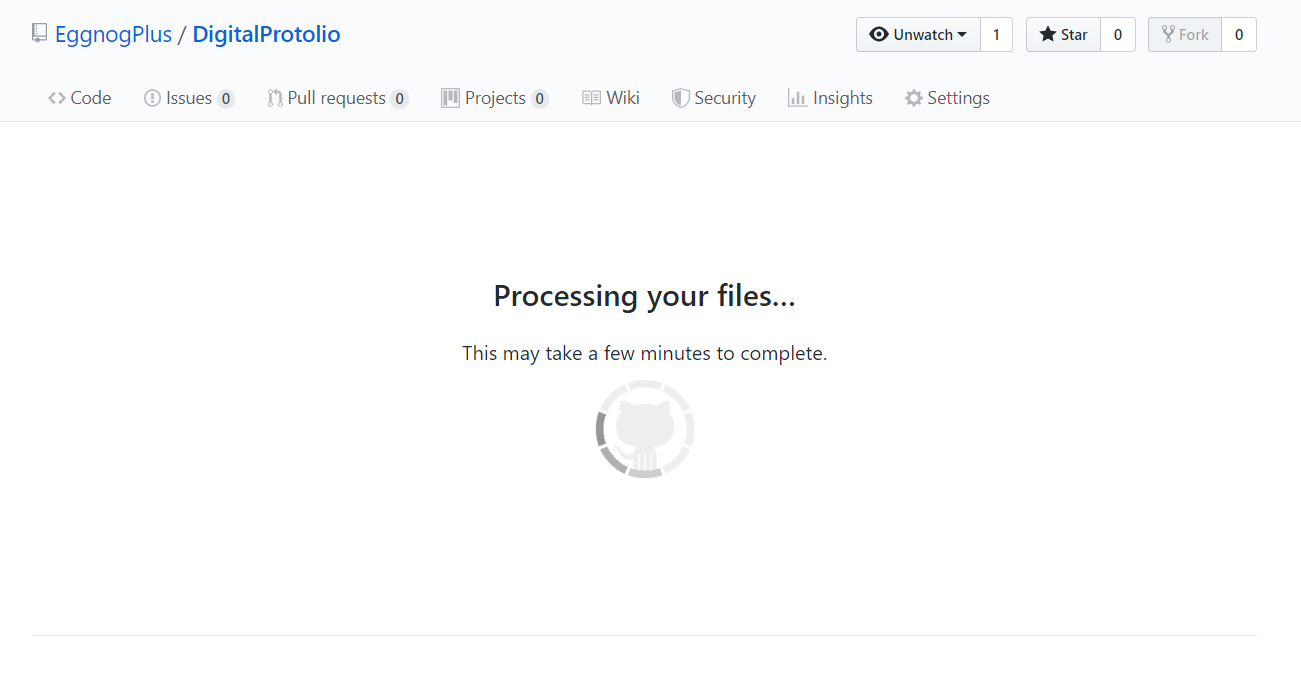 EggnogPlus / DigitalProtolio
Unwatch 1 Star 0 Fork 0
Code Issues 0 Pull requests 0 Projects 0 Wiki Security Insights Settings
Processing your files…
This may take a few minutes to complete.